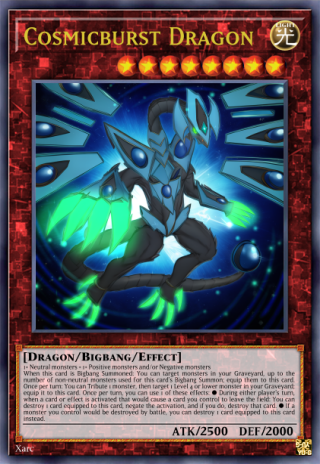 COSMICBURST DRAGON
LIGHT
光
[DRAGON/BIGBANG/EFFECT]
1+ Neutral monsters + 1+ Positive monsters and/or Negative monsters
When this card is Bigbang Summoned: You can target monsters in your Graveyard, up to the
number of non-neutral monsters used for this card's Bigbang Summon; equip them to this card.
Once per turn: You can Tribute 1 monster, then target 1 Level 4 or lower monster in your Graveyard;
equip it to this card. Once per turn, you can use 1 of these effects: ● During either player's turn,
when a card or effect is activated that would cause a card you control to leave the field: You can
destroy 1 card equipped to this card, negate the activation, and if you do, destroy that card. ● If a
monster you control would be destroyed by battle, you can destroy 1 card equipped to this card
instead.
ATK/2500 DEF/2000
Xarc